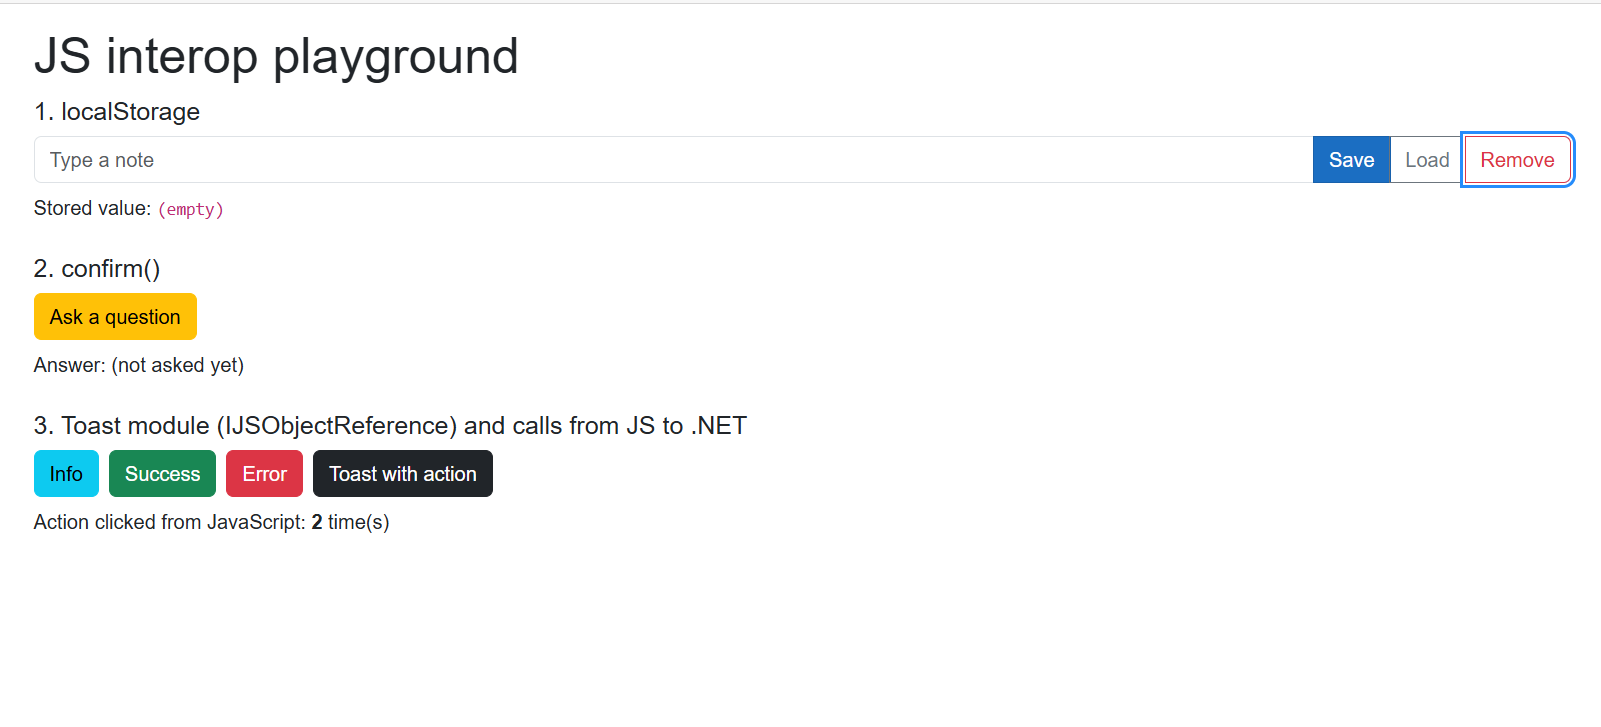 JS interop playground
1. localStorage
Type a note Save Load Remove
Stored value: (empty)
2. confirm()
Ask a question
Answer: (not asked yet)
3. Toast module (IJSObjectReference) and calls from JS to .NET
Info Success Error Toast with action
Action clicked from JavaScript: 2 time(s)